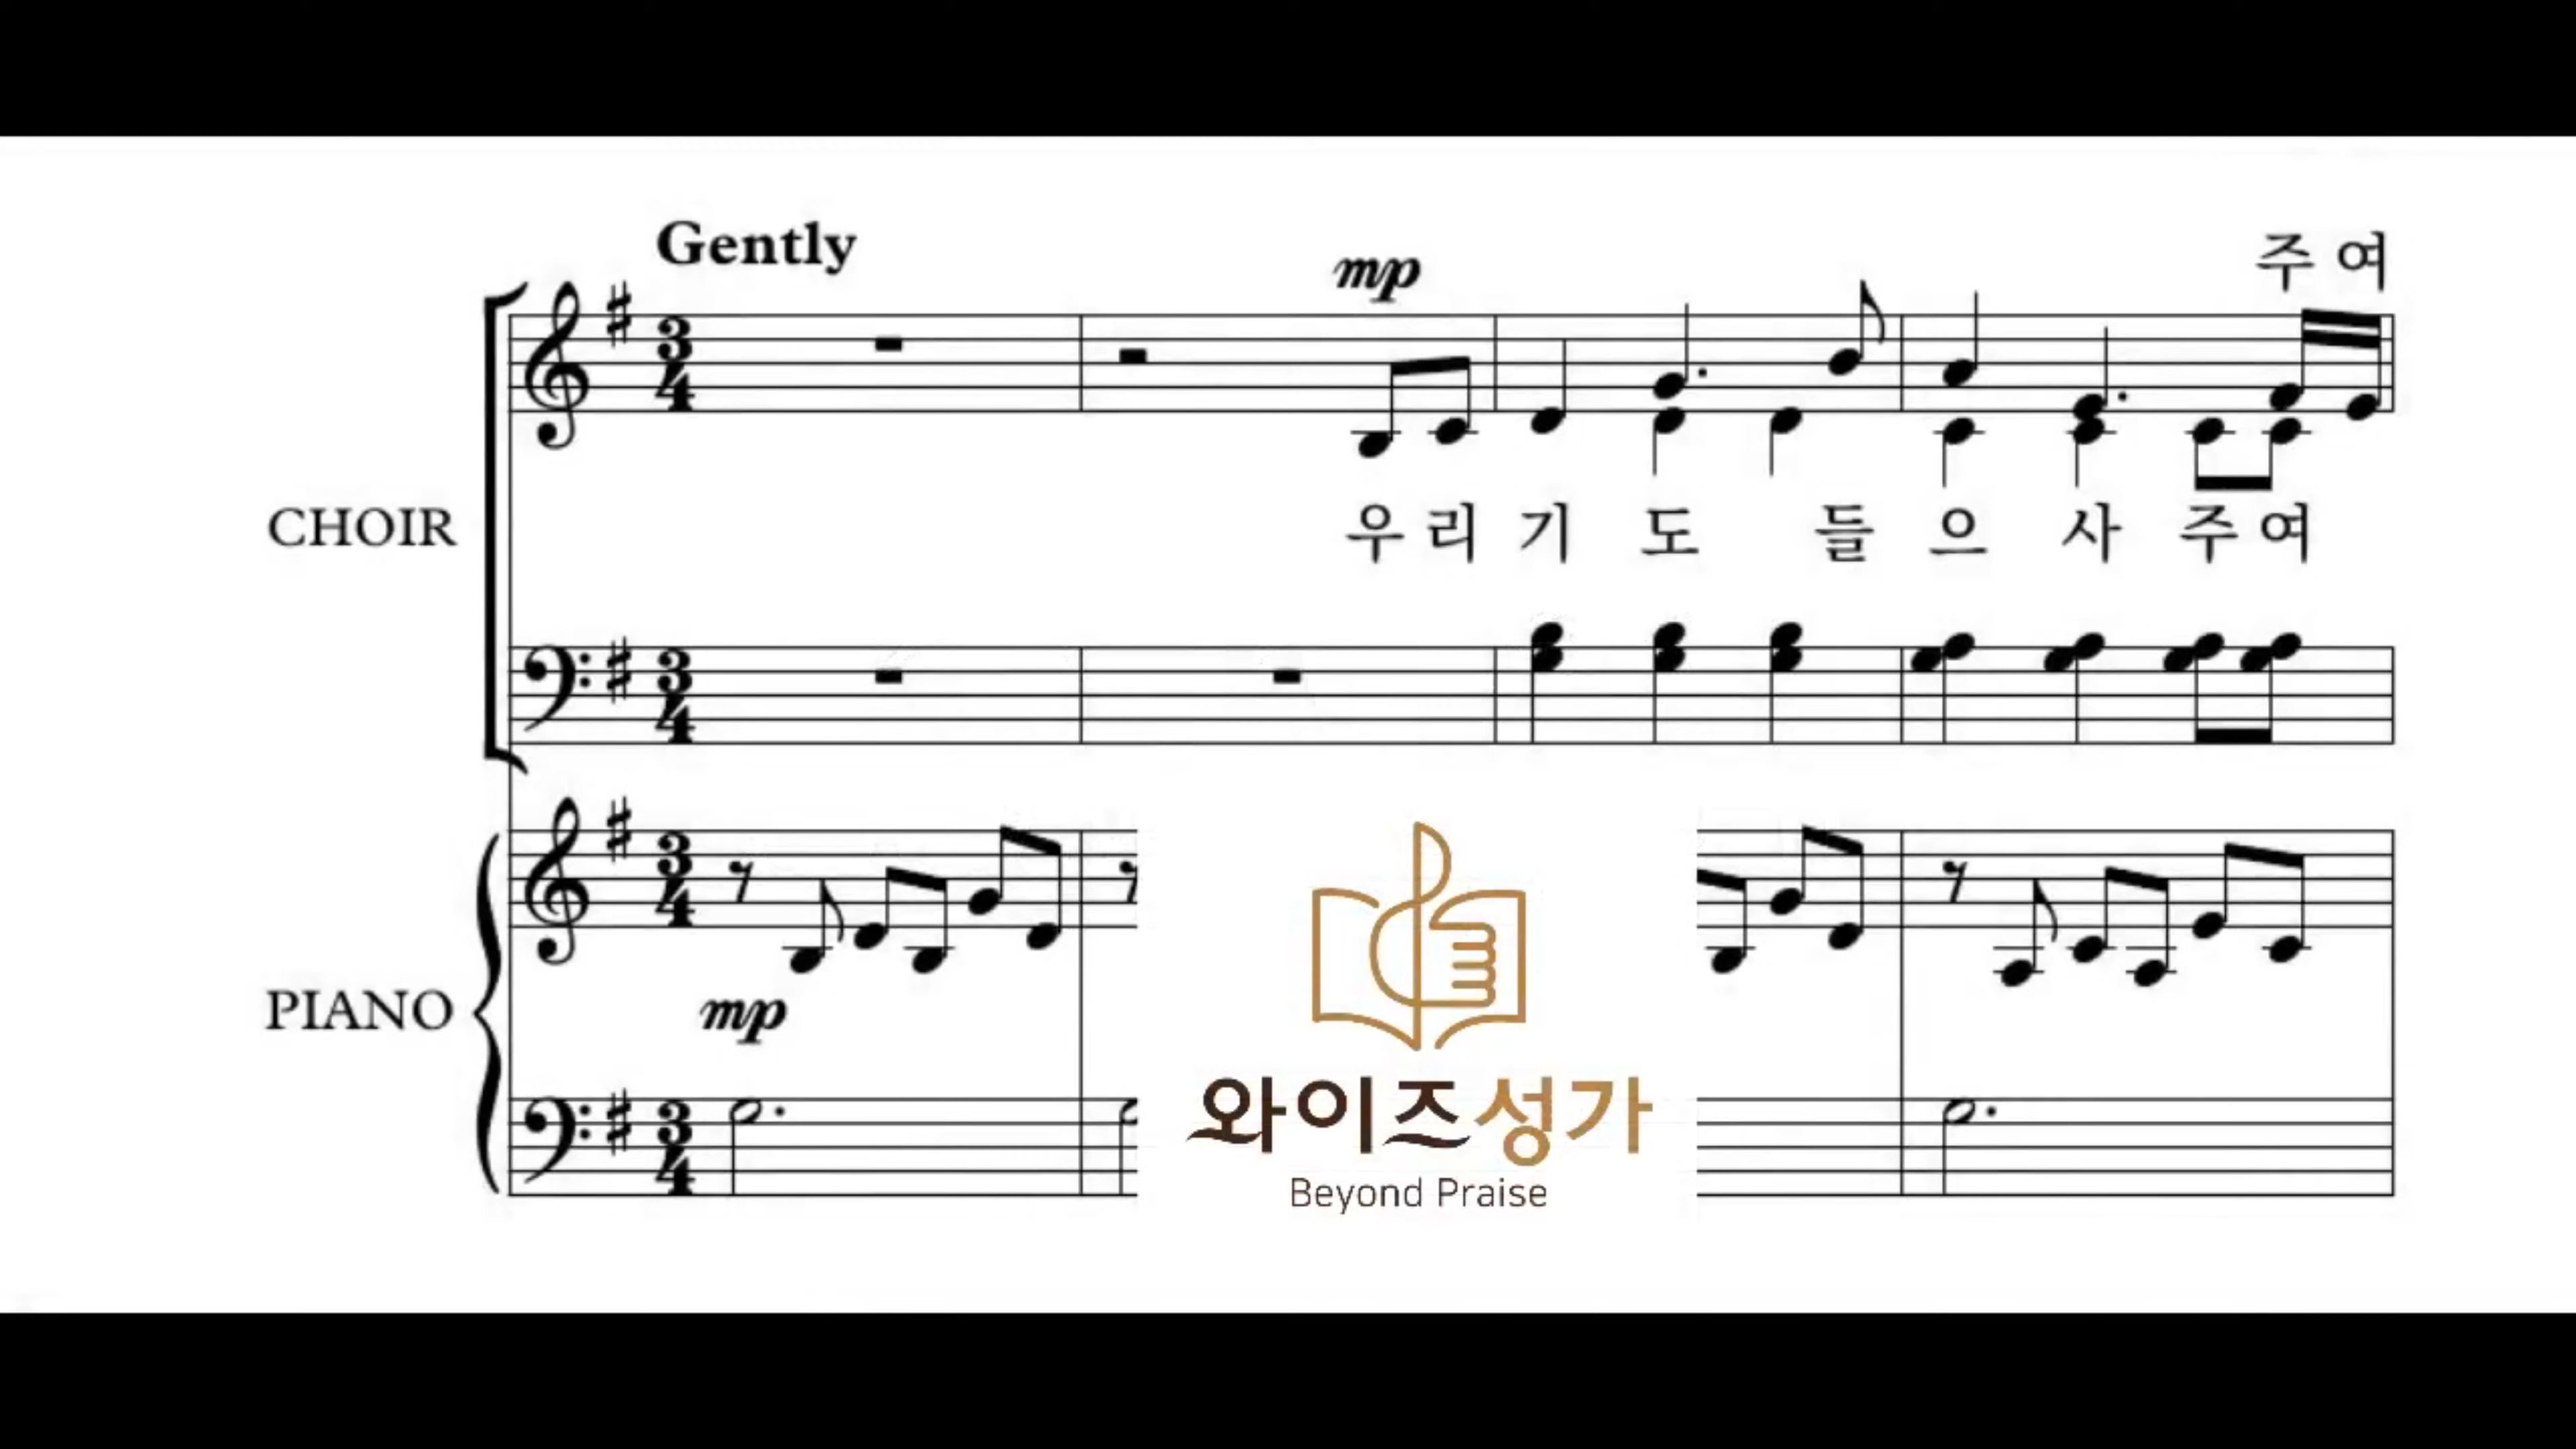 Gently
mp
주 여
CHOIR
우 리 기 도 들 으 사 주 여
PIANO
mp
와이즈성가
Beyond Praise